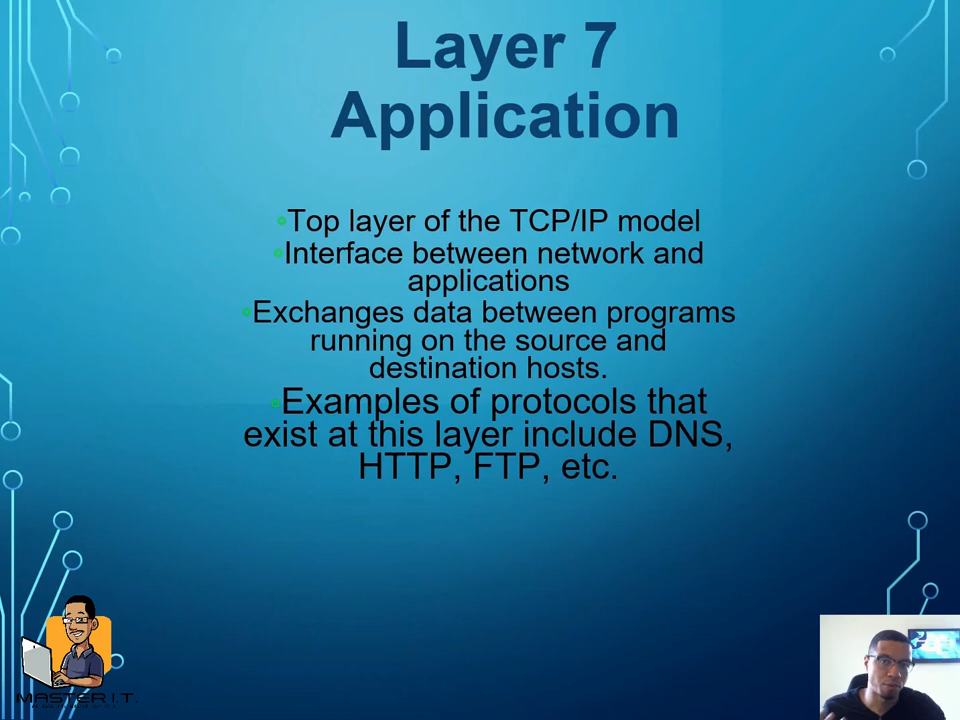 Layer 7
Application
Top layer of the TCP/IP model
Interface between network and
applications
Exchanges data between programs
running on the source and
destination hosts.
Examples of protocols that
exist at this layer include DNS,
HTTP, FTP, etc.
MASTER I.T.